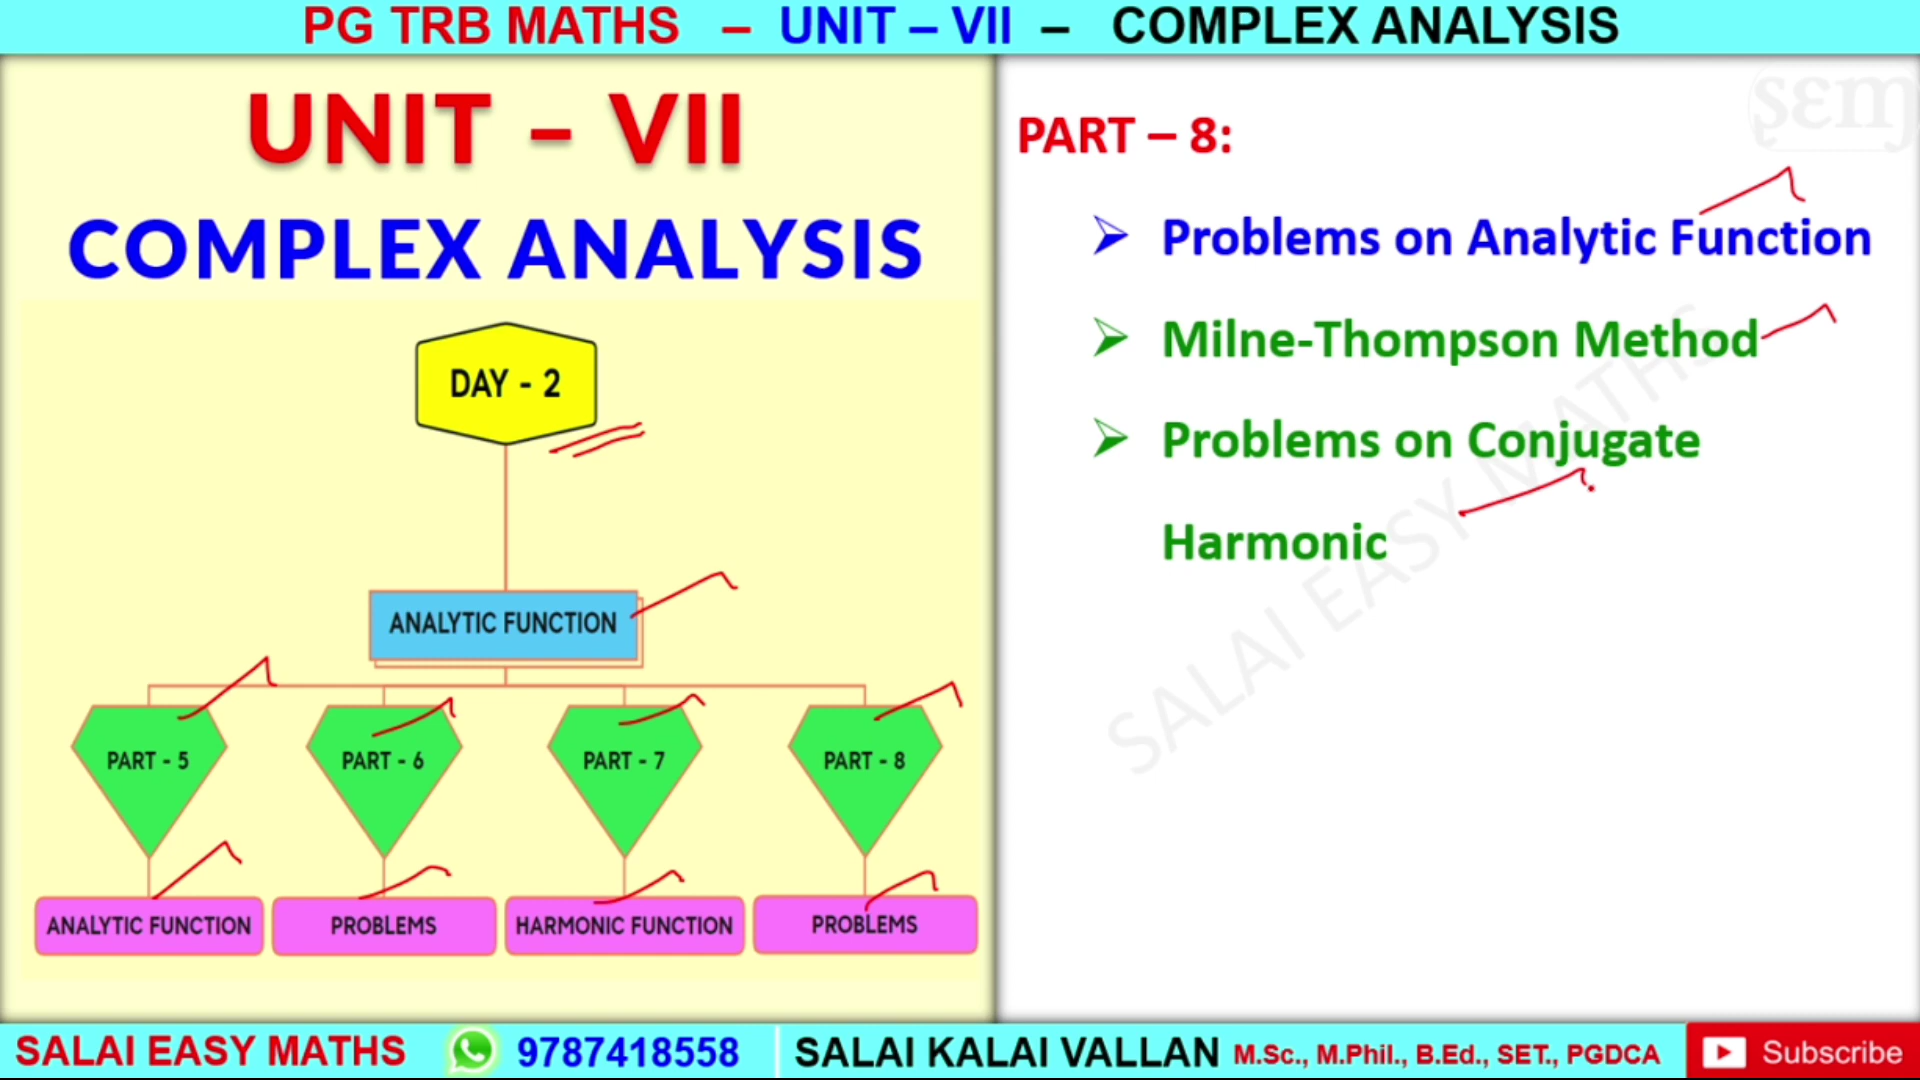 PG TRB MATHS – UNIT – VII – COMPLEX ANALYSIS
UNIT – VII
COMPLEX ANALYSIS
DAY - 2
ANALYTIC FUNCTION
PART - 5
PART - 6
PART - 7
PART - 8
ANALYTIC FUNCTION
PROBLEMS
HARMONIC FUNCTION
PROBLEMS
sεm
PART – 8:
Problems on Analytic Function
Milne-Thompson Method
Problems on Conjugate
Harmonic
SALAI EASY MATHS
SALAI EASY MATHS 9787418558 SALAI KALAI VALLAN M.Sc., M.Phil., B.Ed., SET., PGDCA Subscribe